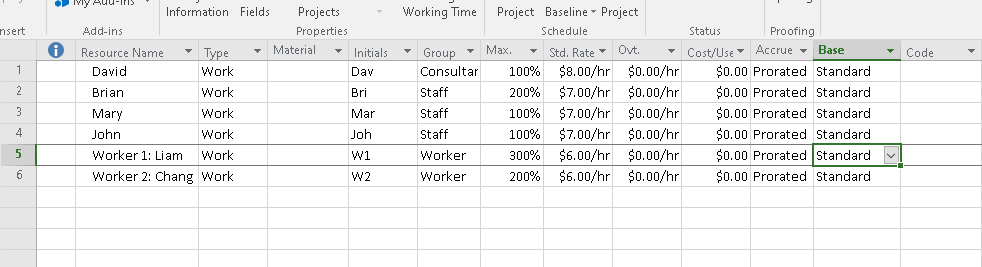 My Add-ins
Information Fields Projects Working Time Project Baseline Project
nsert Add-ins Properties Schedule Status Proofing
Resource Name Type Material Initials Group Max. Std. Rate Ovt. Cost/Use Accrue Base Code
1 David Work Dav Consultar 100% $8.00/hr $0.00/hr $0.00 Prorated Standard
2 Brian Work Bri Staff 200% $7.00/hr $0.00/hr $0.00 Prorated Standard
3 Mary Work Mar Staff 100% $7.00/hr $0.00/hr $0.00 Prorated Standard
4 John Work Joh Staff 100% $7.00/hr $0.00/hr $0.00 Prorated Standard
5 Worker 1: Liam Work W1 Worker 300% $6.00/hr $0.00/hr $0.00 Prorated Standard
6 Worker 2: Chang Work W2 Worker 200% $6.00/hr $0.00/hr $0.00 Prorated Standard